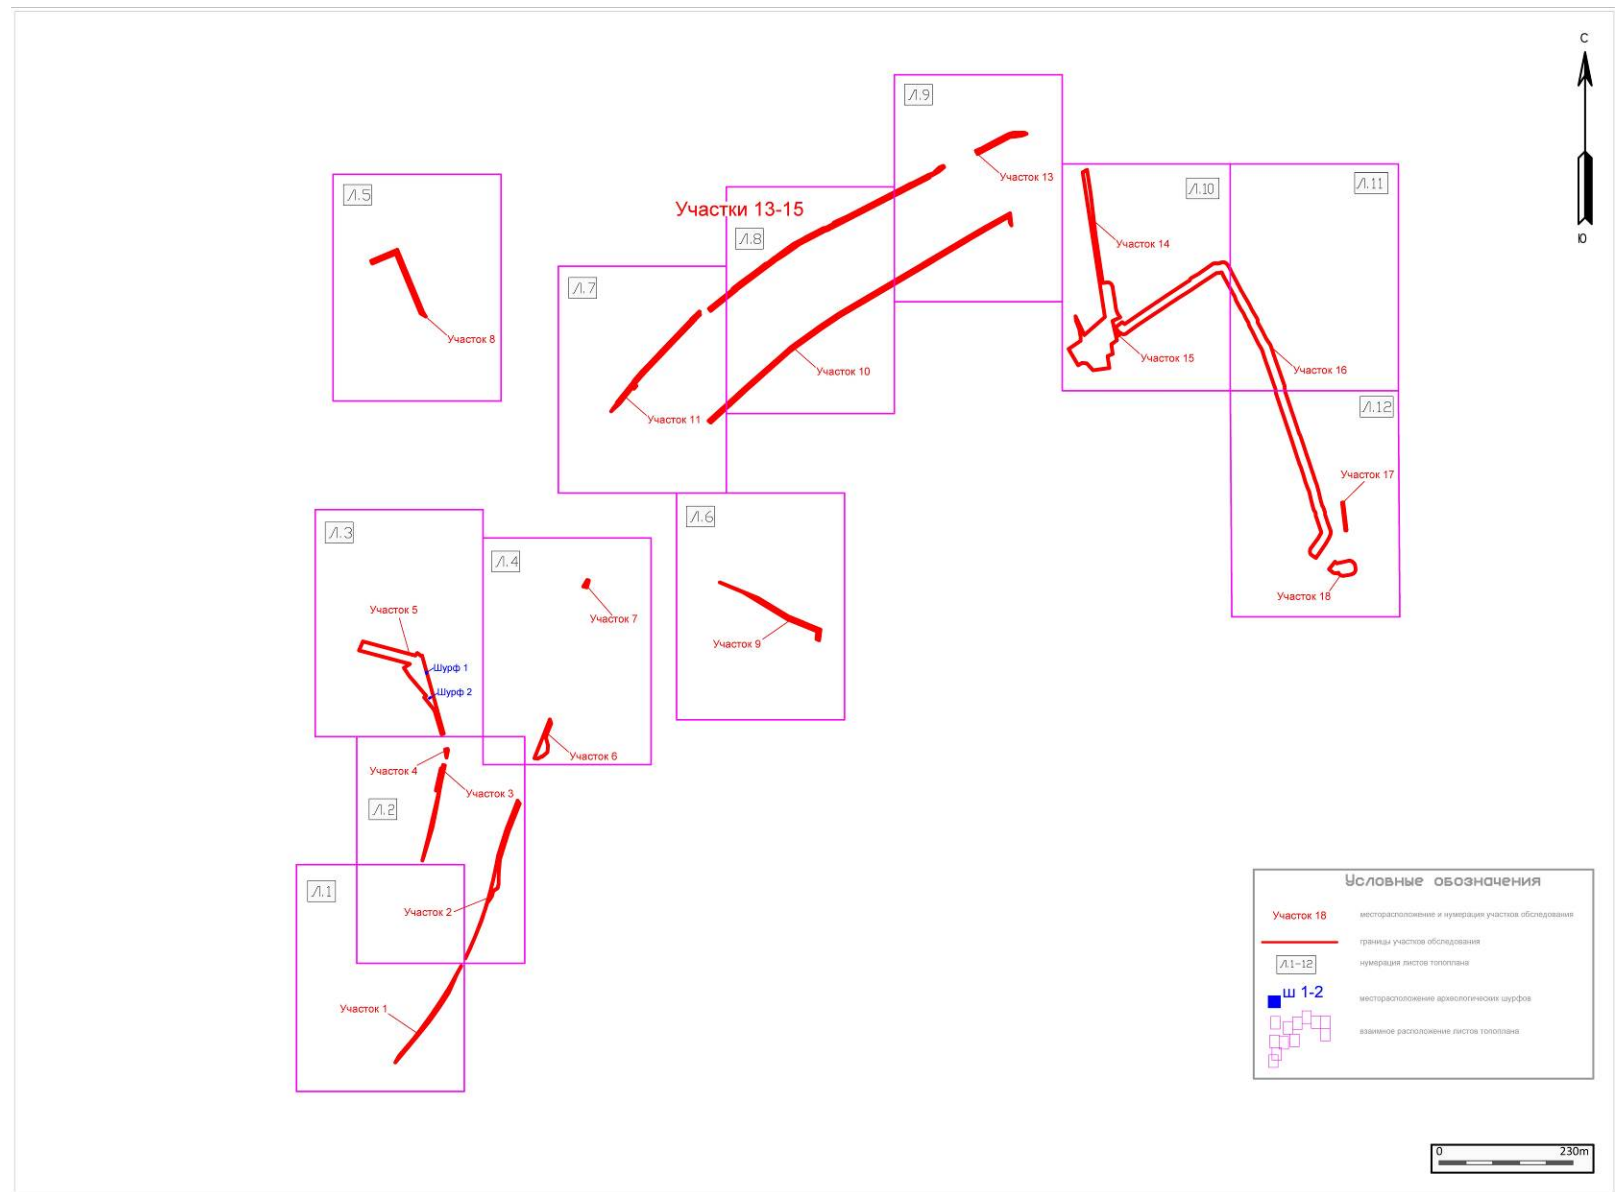 С
Ю
Л.9
Участок 13
Л.5
Участок 8
Участки 13-15
Л.8
Л.10
Л.11
Участок 14
Л.7
Участок 15
Участок 16
Участок 10
Участок 11
Л.12
Участок 17
Участок 18
Л.3
Л.4
Л.6
Участок 5
Участок 7
Участок 9
Шурф 1
Шурф 2
Участок 6
Участок 4
Участок 3
Л.2
Л.1
Участок 2
Участок 1
Условные обозначения
Участок 18 месторасположение и нумерация участков обследования
границы участков обследования
Л.1-12 нумерация листов топоплана
ш 1-2 месторасположение археологических шурфов
взаимное расположение листов топоплана
0 230m